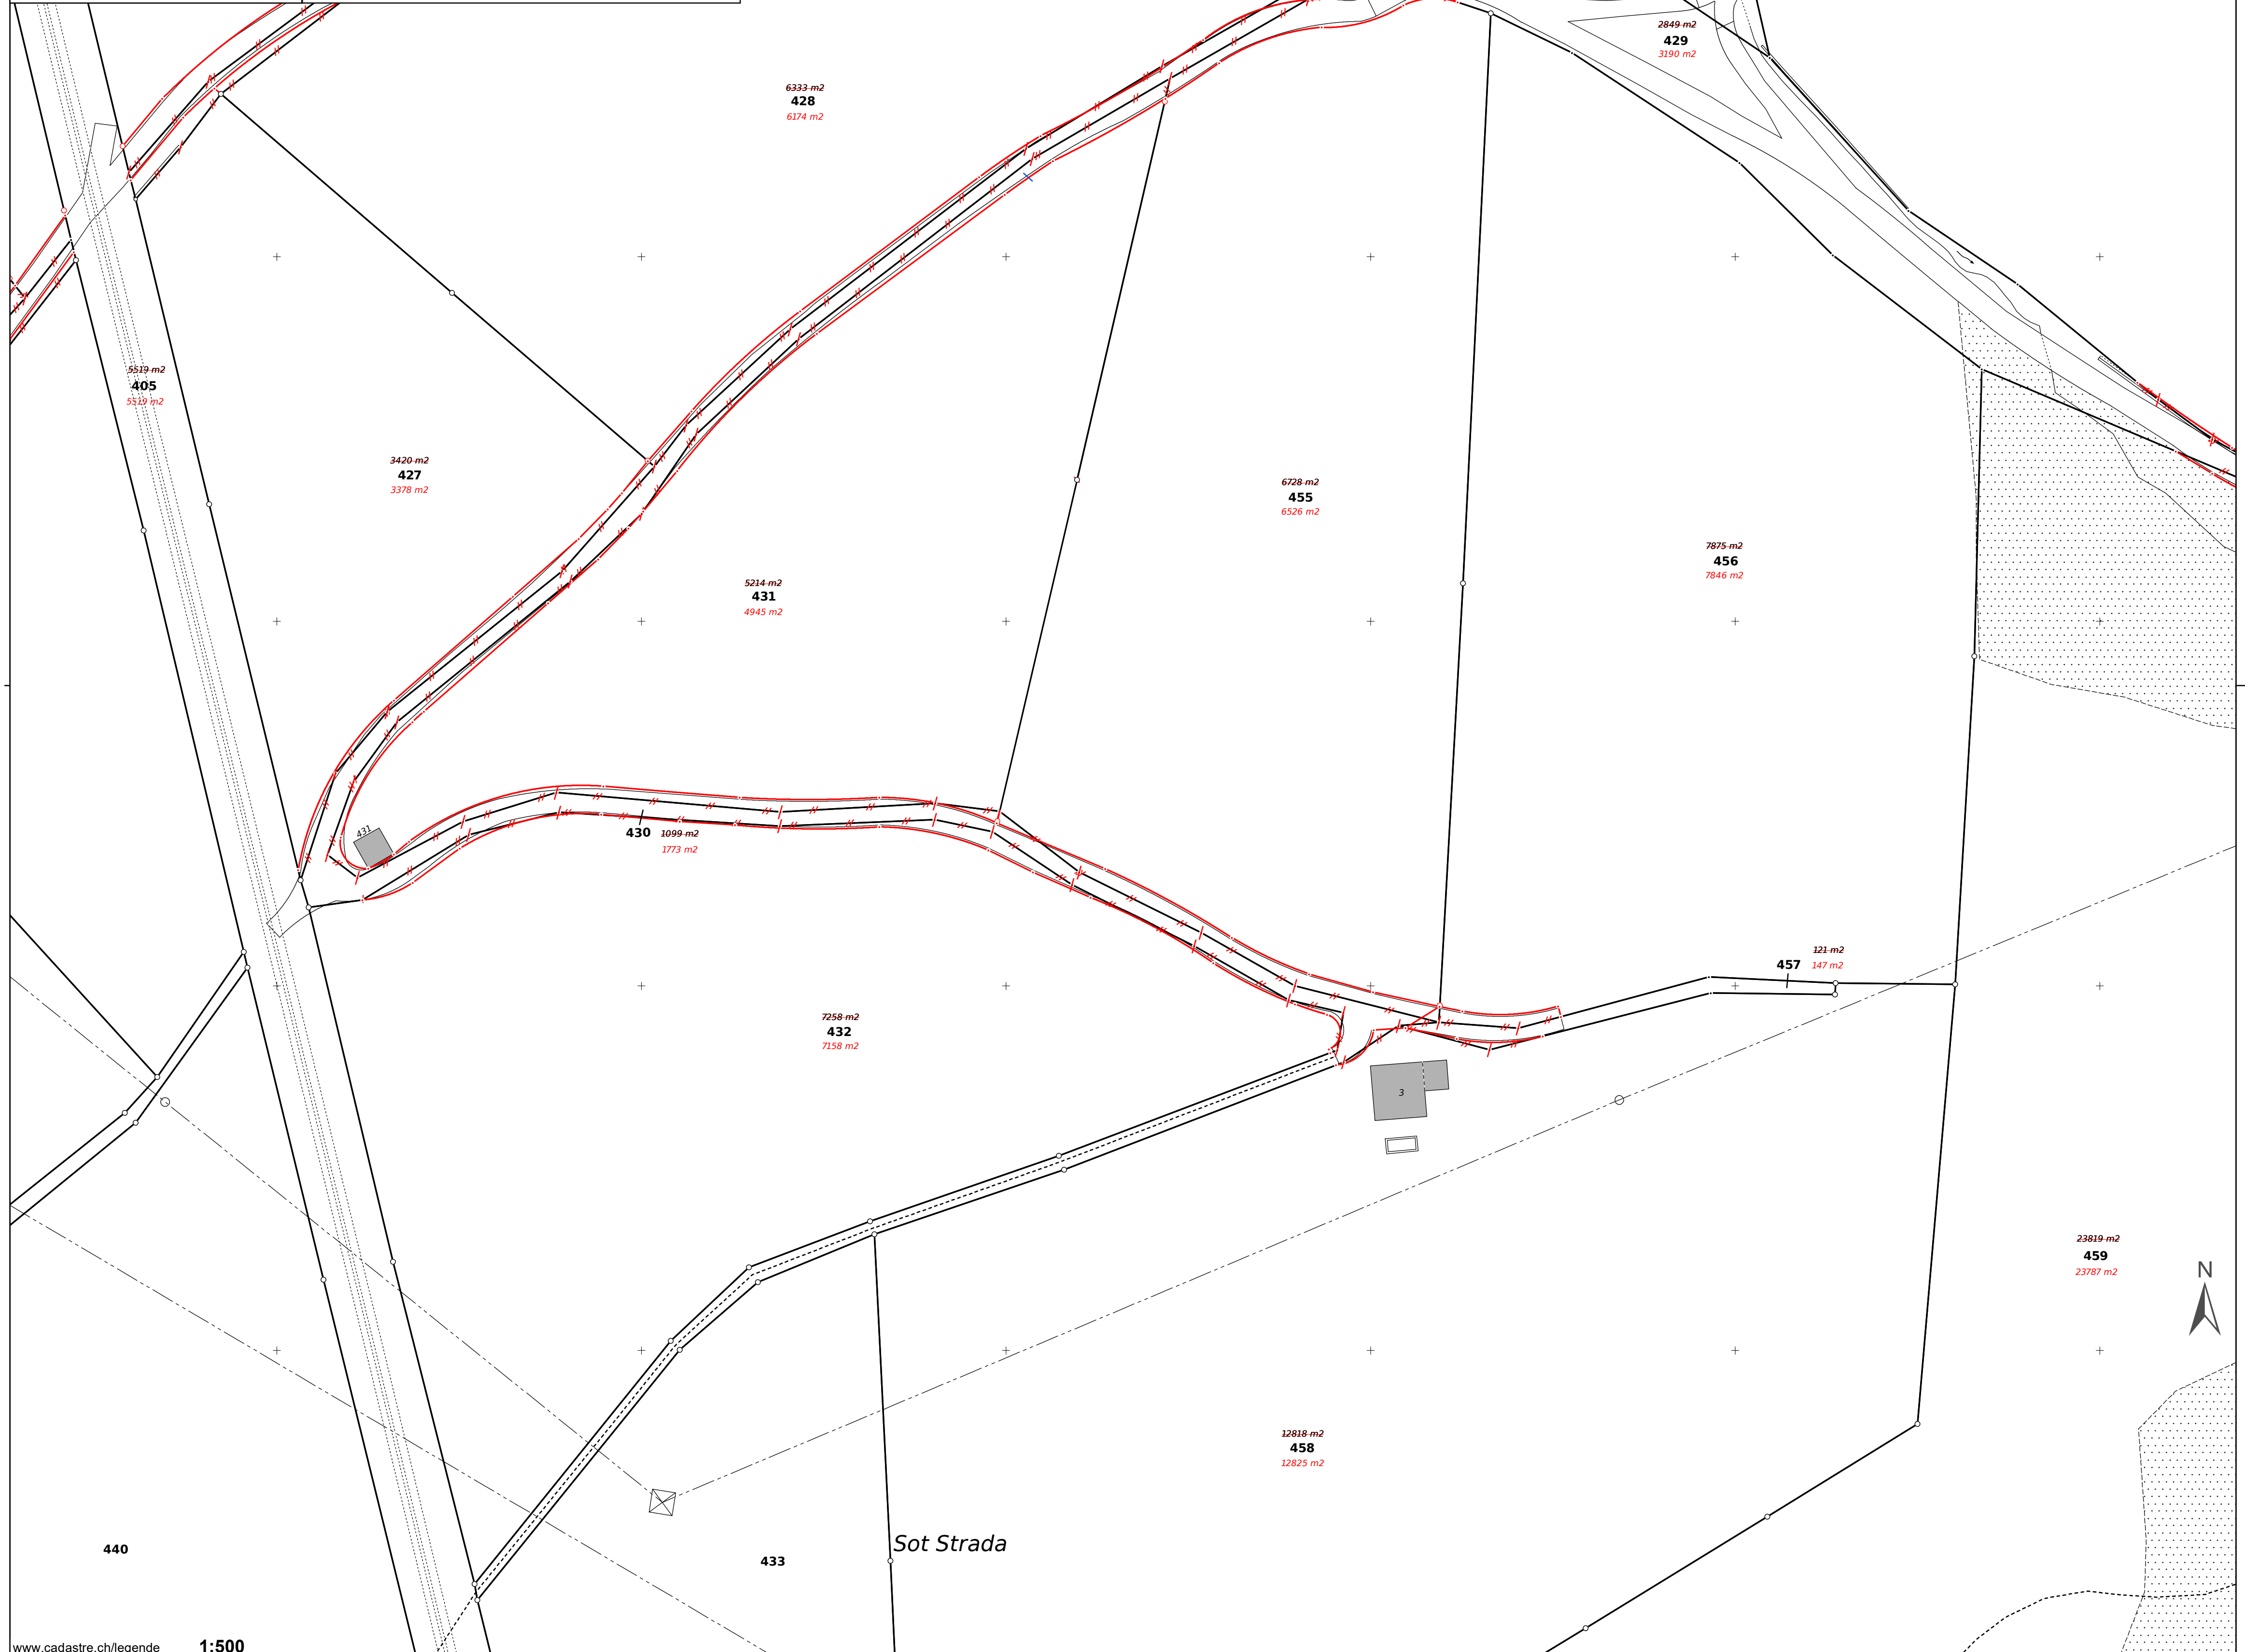 2849 m2
429
3190 m2
6333 m2
428
6174 m2
5519 m2
405
5519 m2
3420 m2
427
3378 m2
6728 m2
455
6526 m2
7875 m2
456
7846 m2
5214 m2
431
4945 m2
431
430
1099 m2
1773 m2
121 m2
457
147 m2
7258 m2
432
7158 m2
3
23819 m2
459
23787 m2
N
12818 m2
458
12825 m2
Sot Strada
440
433
www.cadastre.ch/legende
1:500